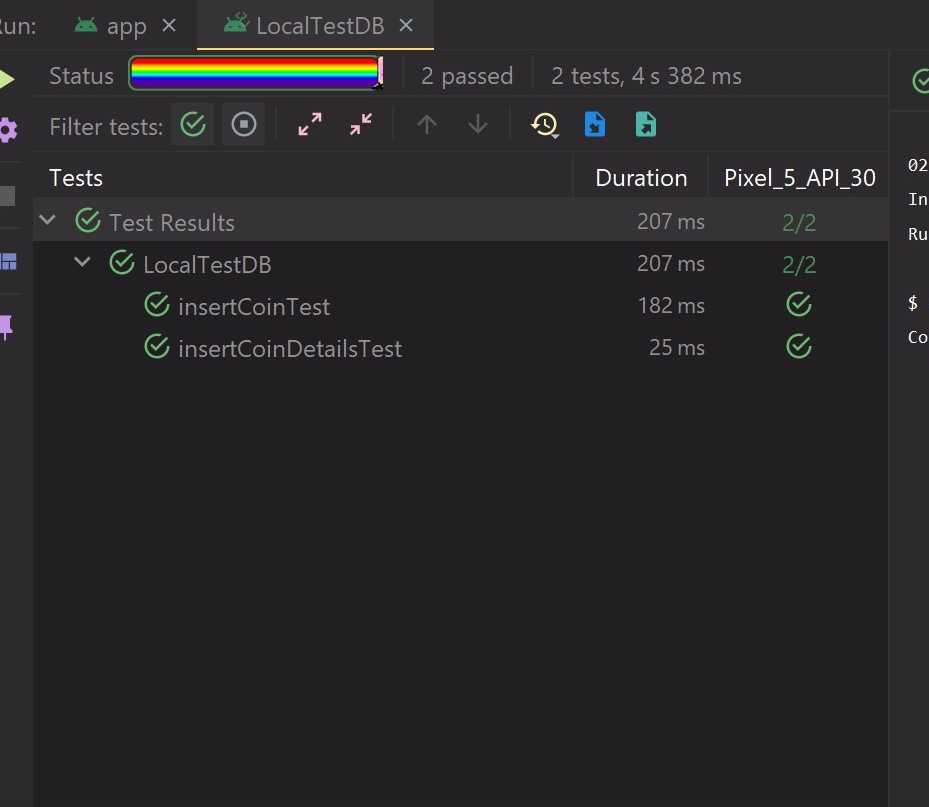 Run: app LocalTestDB
Status 2 passed 2 tests, 4 s 382 ms
Filter tests:
Tests Duration Pixel_5_API_30
Test Results 207 ms 2/2
LocalTestDB 207 ms 2/2
insertCoinTest 182 ms
insertCoinDetailsTest 25 ms
02
In
Ru
$
Co